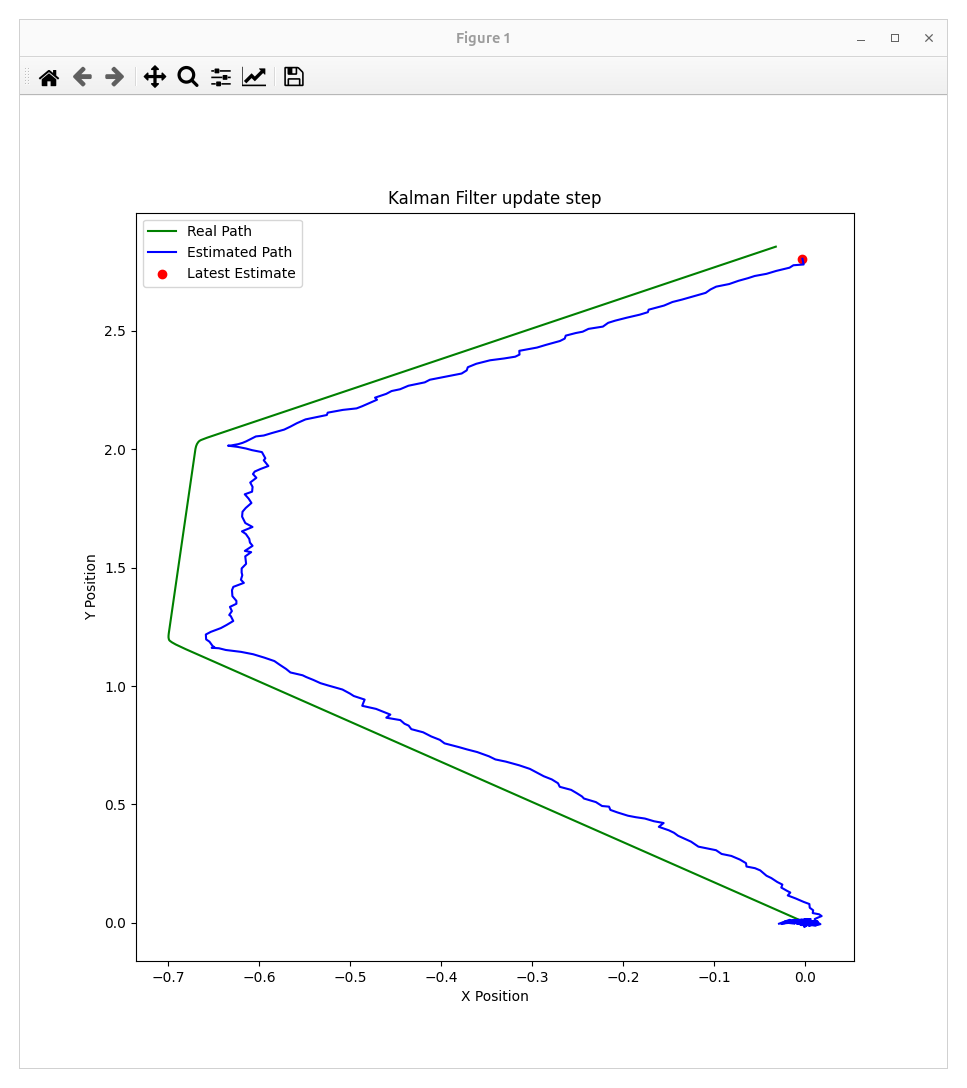 Figure 1
Kalman Filter update step
Real Path
Estimated Path
Latest Estimate
Y Position
2.5
2.0
1.5
1.0
0.5
0.0
−0.7 −0.6 −0.5 −0.4 −0.3 −0.2 −0.1 0.0
X Position